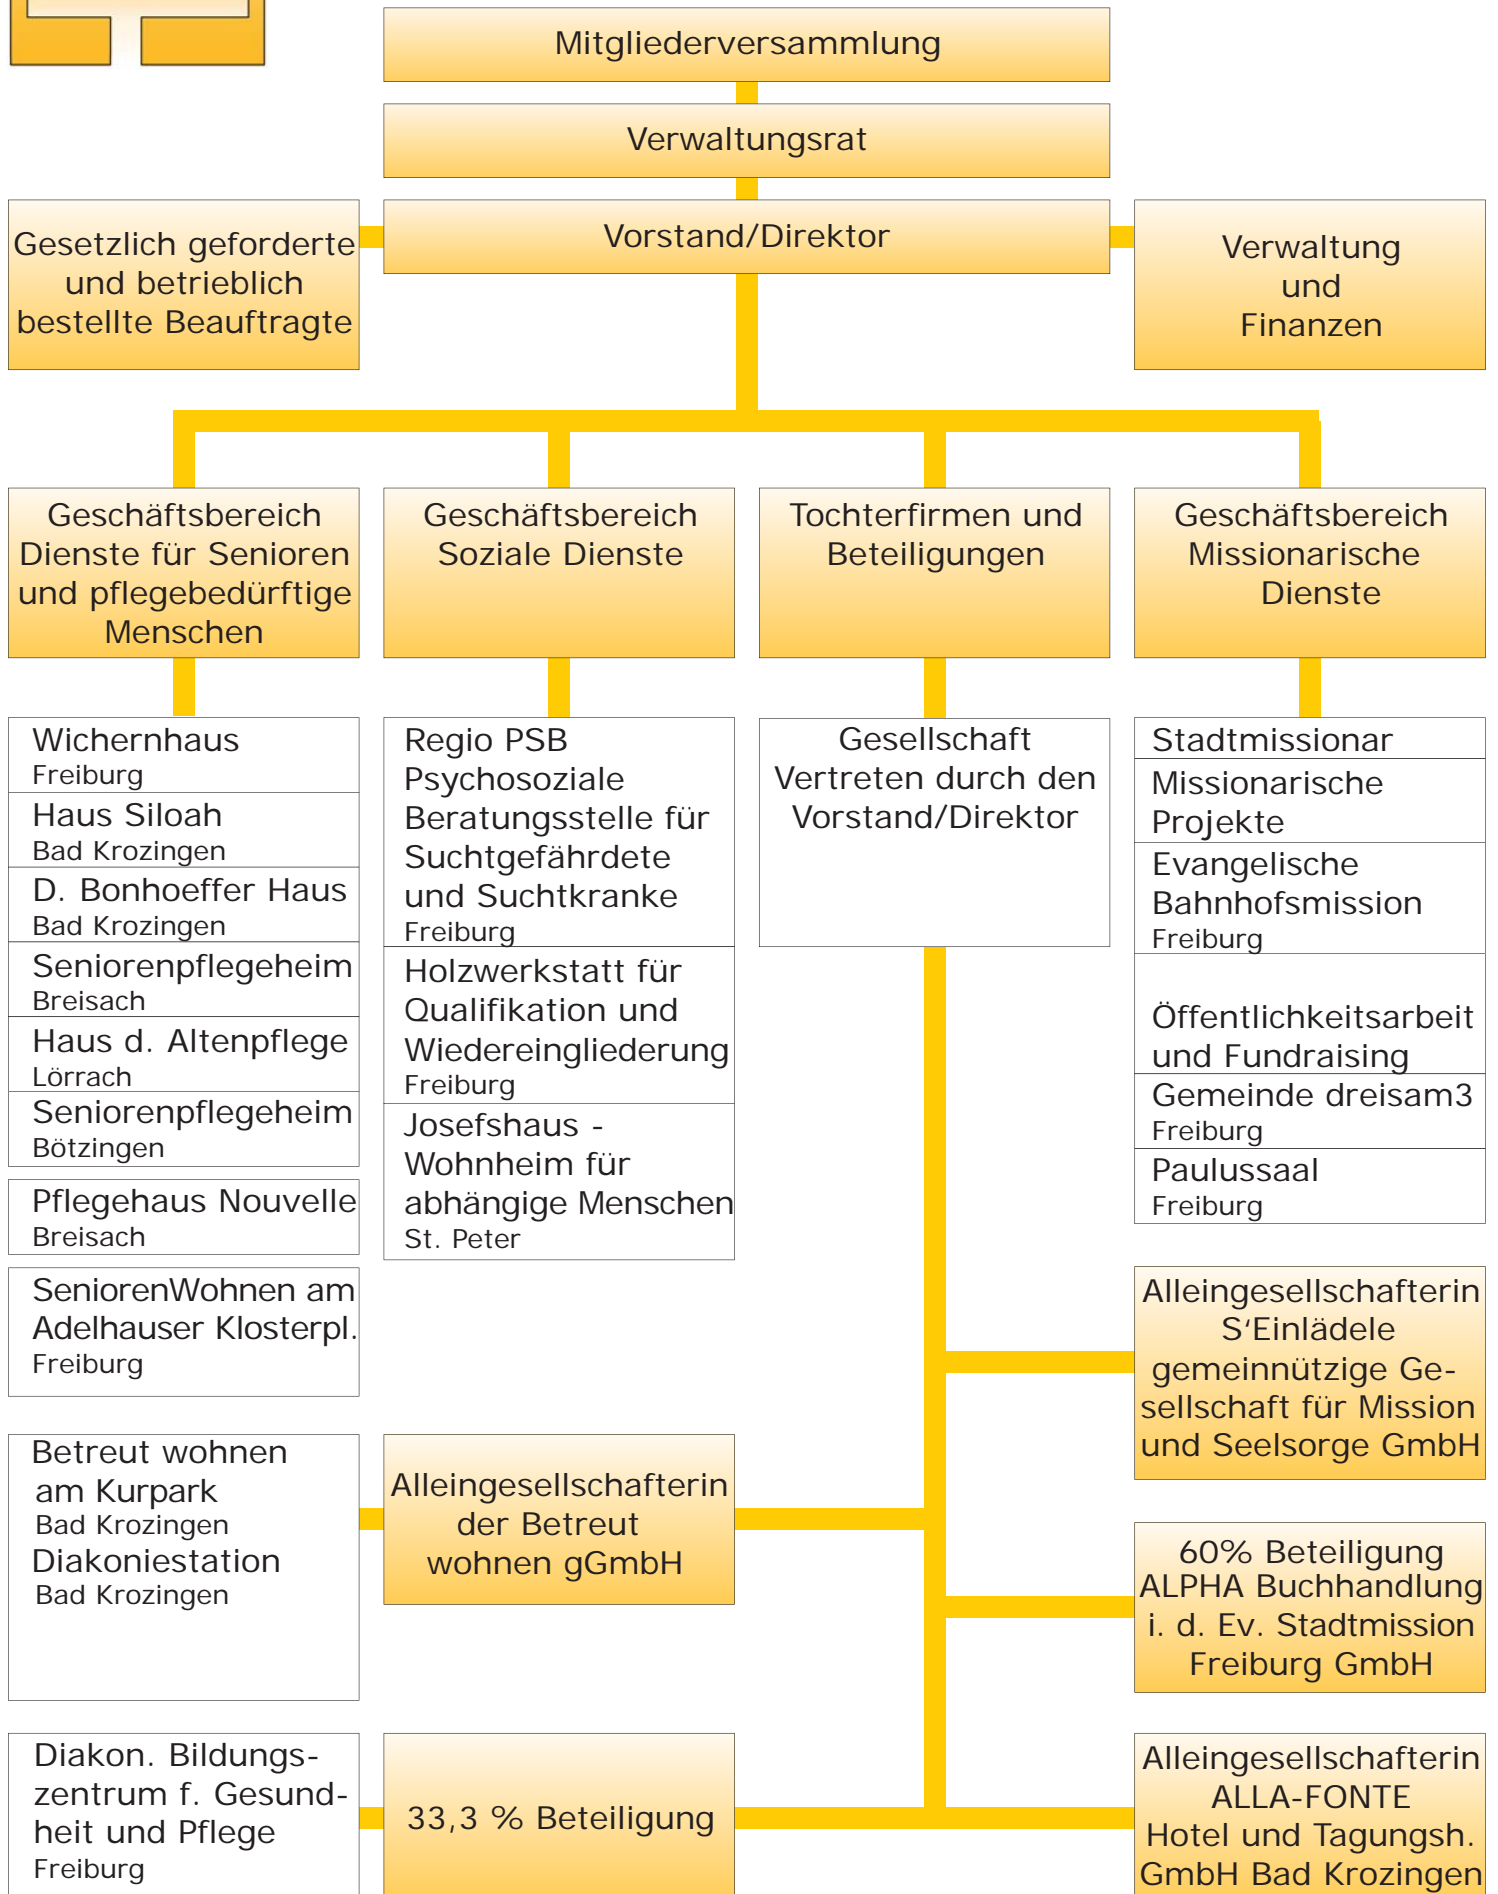 Mitgliederversammlung
Verwaltungsrat
Gesetzlich geforderte
und betrieblich
bestellte Beauftragte
Vorstand/Direktor
Verwaltung
und
Finanzen
Geschäftsbereich
Dienste für Senioren
und pflegebedürftige
Menschen
Geschäftsbereich
Soziale Dienste
Tochterfirmen und
Beteiligungen
Geschäftsbereich
Missionarische
Dienste
Wichernhaus
Freiburg
Haus Siloah
Bad Krozingen
D. Bonhoeffer Haus
Bad Krozingen
Seniorenpflegeheim
Breisach
Haus d. Altenpflege
Lörrach
Seniorenpflegeheim
Bötzingen
Pflegehaus Nouvelle
Breisach
SeniorenWohnen am
Adelhauser Klosterpl.
Freiburg
Regio PSB
Psychosoziale
Beratungsstelle für
Suchtgefährdete
und Suchtkranke
Freiburg
Holzwerkstatt für
Qualifikation und
Wiedereingliederung
Freiburg
Josefshaus -
Wohnheim für
abhängige Menschen
St. Peter
Gesellschaft
Vertreten durch den
Vorstand/Direktor
Stadtmissionar
Missionarische
Projekte
Evangelische
Bahnhofsmission
Freiburg
Öffentlichkeitsarbeit
und Fundraising
Gemeinde dreisam3
Freiburg
Paulussaal
Freiburg
Alleingesellschafterin
S‘Einlädele
gemeinnützige Ge-
sellschaft für Mission
und Seelsorge GmbH
Betreut wohnen
am Kurpark
Bad Krozingen
Diakoniestation
Bad Krozingen
Alleingesellschafterin
der Betreut
wohnen gGmbH
60% Beteiligung
ALPHA Buchhandlung
i. d. Ev. Stadtmission
Freiburg GmbH
Diakon. Bildungs-
zentrum f. Gesund-
heit und Pflege
Freiburg
33,3 % Beteiligung
Alleingesellschafterin
ALLA-FONTE
Hotel und Tagungsh.
GmbH Bad Krozingen